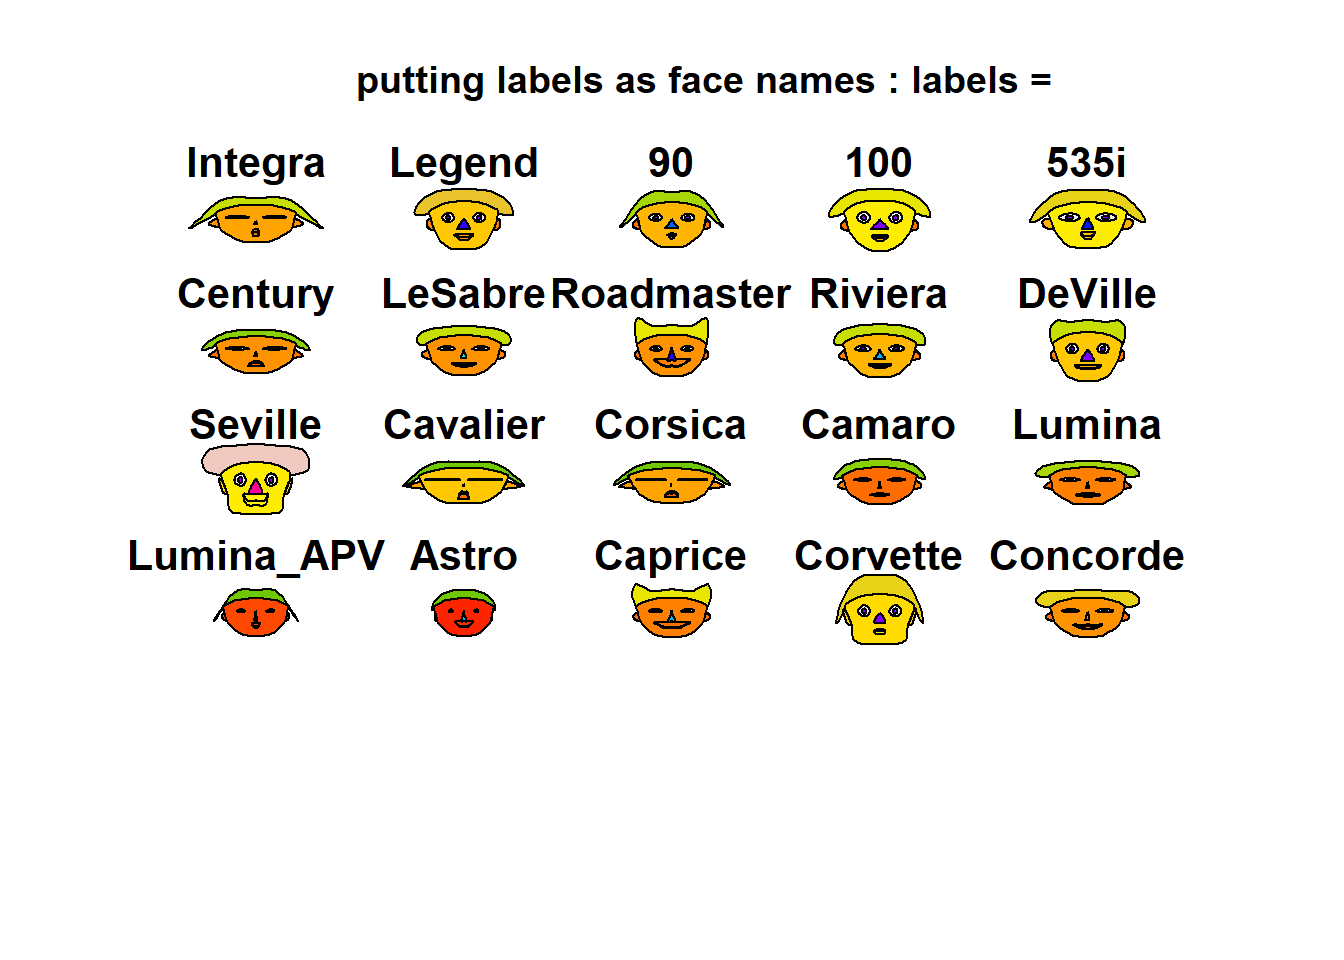 putting labels as face names : labels =
Integra Legend 90 100 535i
Century LeSabre Roadmaster Riviera DeVille
Seville Cavalier Corsica Camaro Lumina
Lumina_APV Astro Caprice Corvette Concorde